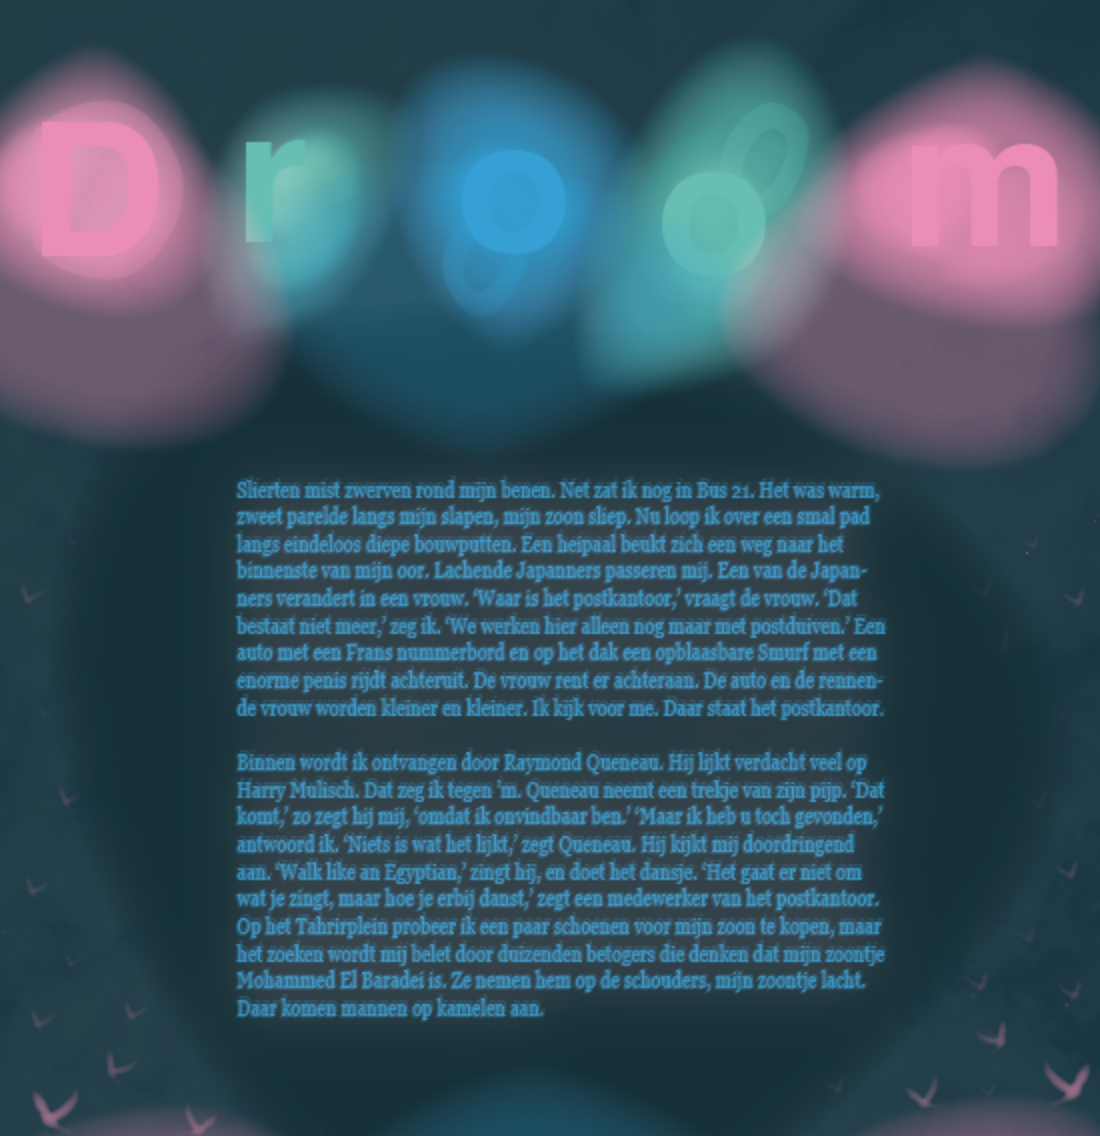 Droom
Slierten mist zwerven rond mijn benen. Net zat ik nog in Bus 21. Het was warm,
zweet parelde langs mijn slapen, mijn zoon sliep. Nu loop ik over een smal pad
langs eindeloos diepe bouwputten. Een heipaal beukt zich een weg naar het
binnenste van mijn oor. Lachende Japanners passeren mij. Een van de Japan-
ners verandert in een vrouw. ‘Waar is het postkantoor,’ vraagt de vrouw. ‘Dat
bestaat niet meer,’ zeg ik. ‘We werken hier alleen nog maar met postduiven.’ Een
auto met een Frans nummerbord en op het dak een opblaasbare Smurf met een
enorme penis rijdt achteruit. De vrouw rent er achteraan. De auto en de rennen-
de vrouw worden kleiner en kleiner. Ik kijk voor me. Daar staat het postkantoor.
Binnen wordt ik ontvangen door Raymond Queneau. Hij lijkt verdacht veel op
Harry Mulisch. Dat zeg ik tegen ’m. Queneau neemt een trekje van zijn pijp. ‘Dat
komt,’ zo zegt hij mij, ‘omdat ik onvindbaar ben.’ ‘Maar ik heb u toch gevonden,’
antwoord ik. ‘Niets is wat het lijkt,’ zegt Queneau. Hij kijkt mij doordringend
aan. ‘Walk like an Egyptian,’ zingt hij, en doet het dansje. ‘Het gaat er niet om
wat je zingt, maar hoe je erbij danst,’ zegt een medewerker van het postkantoor.
Op het Tahrirplein probeer ik een paar schoenen voor mijn zoon te kopen, maar
het zoeken wordt mij belet door duizenden betogers die denken dat mijn zoontje
Mohammed El Baradei is. Ze nemen hem op de schouders, mijn zoontje lacht.
Daar komen mannen op kamelen aan.